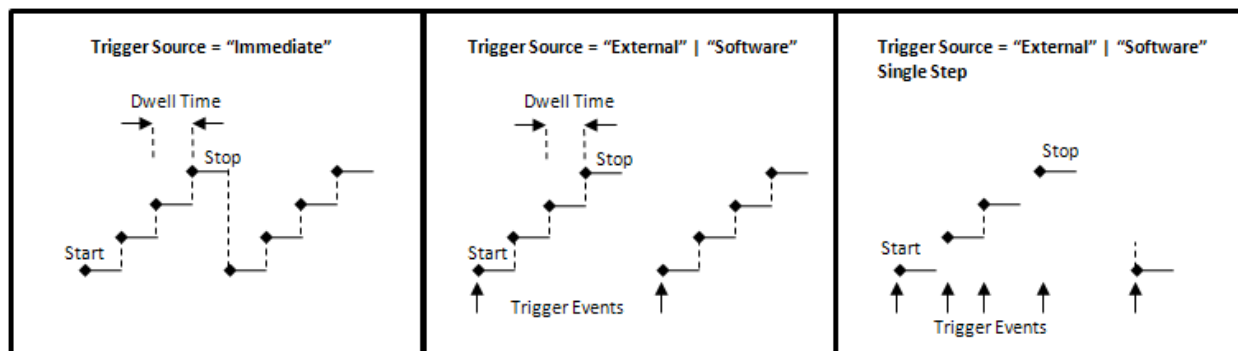 Trigger Source = “Immediate”
Dwell Time
Stop
Start
Trigger Source = “External” | “Software”
Dwell Time
Stop
Start
Trigger Events
Trigger Source = “External” | “Software”
Single Step
Stop
Start
Trigger Events